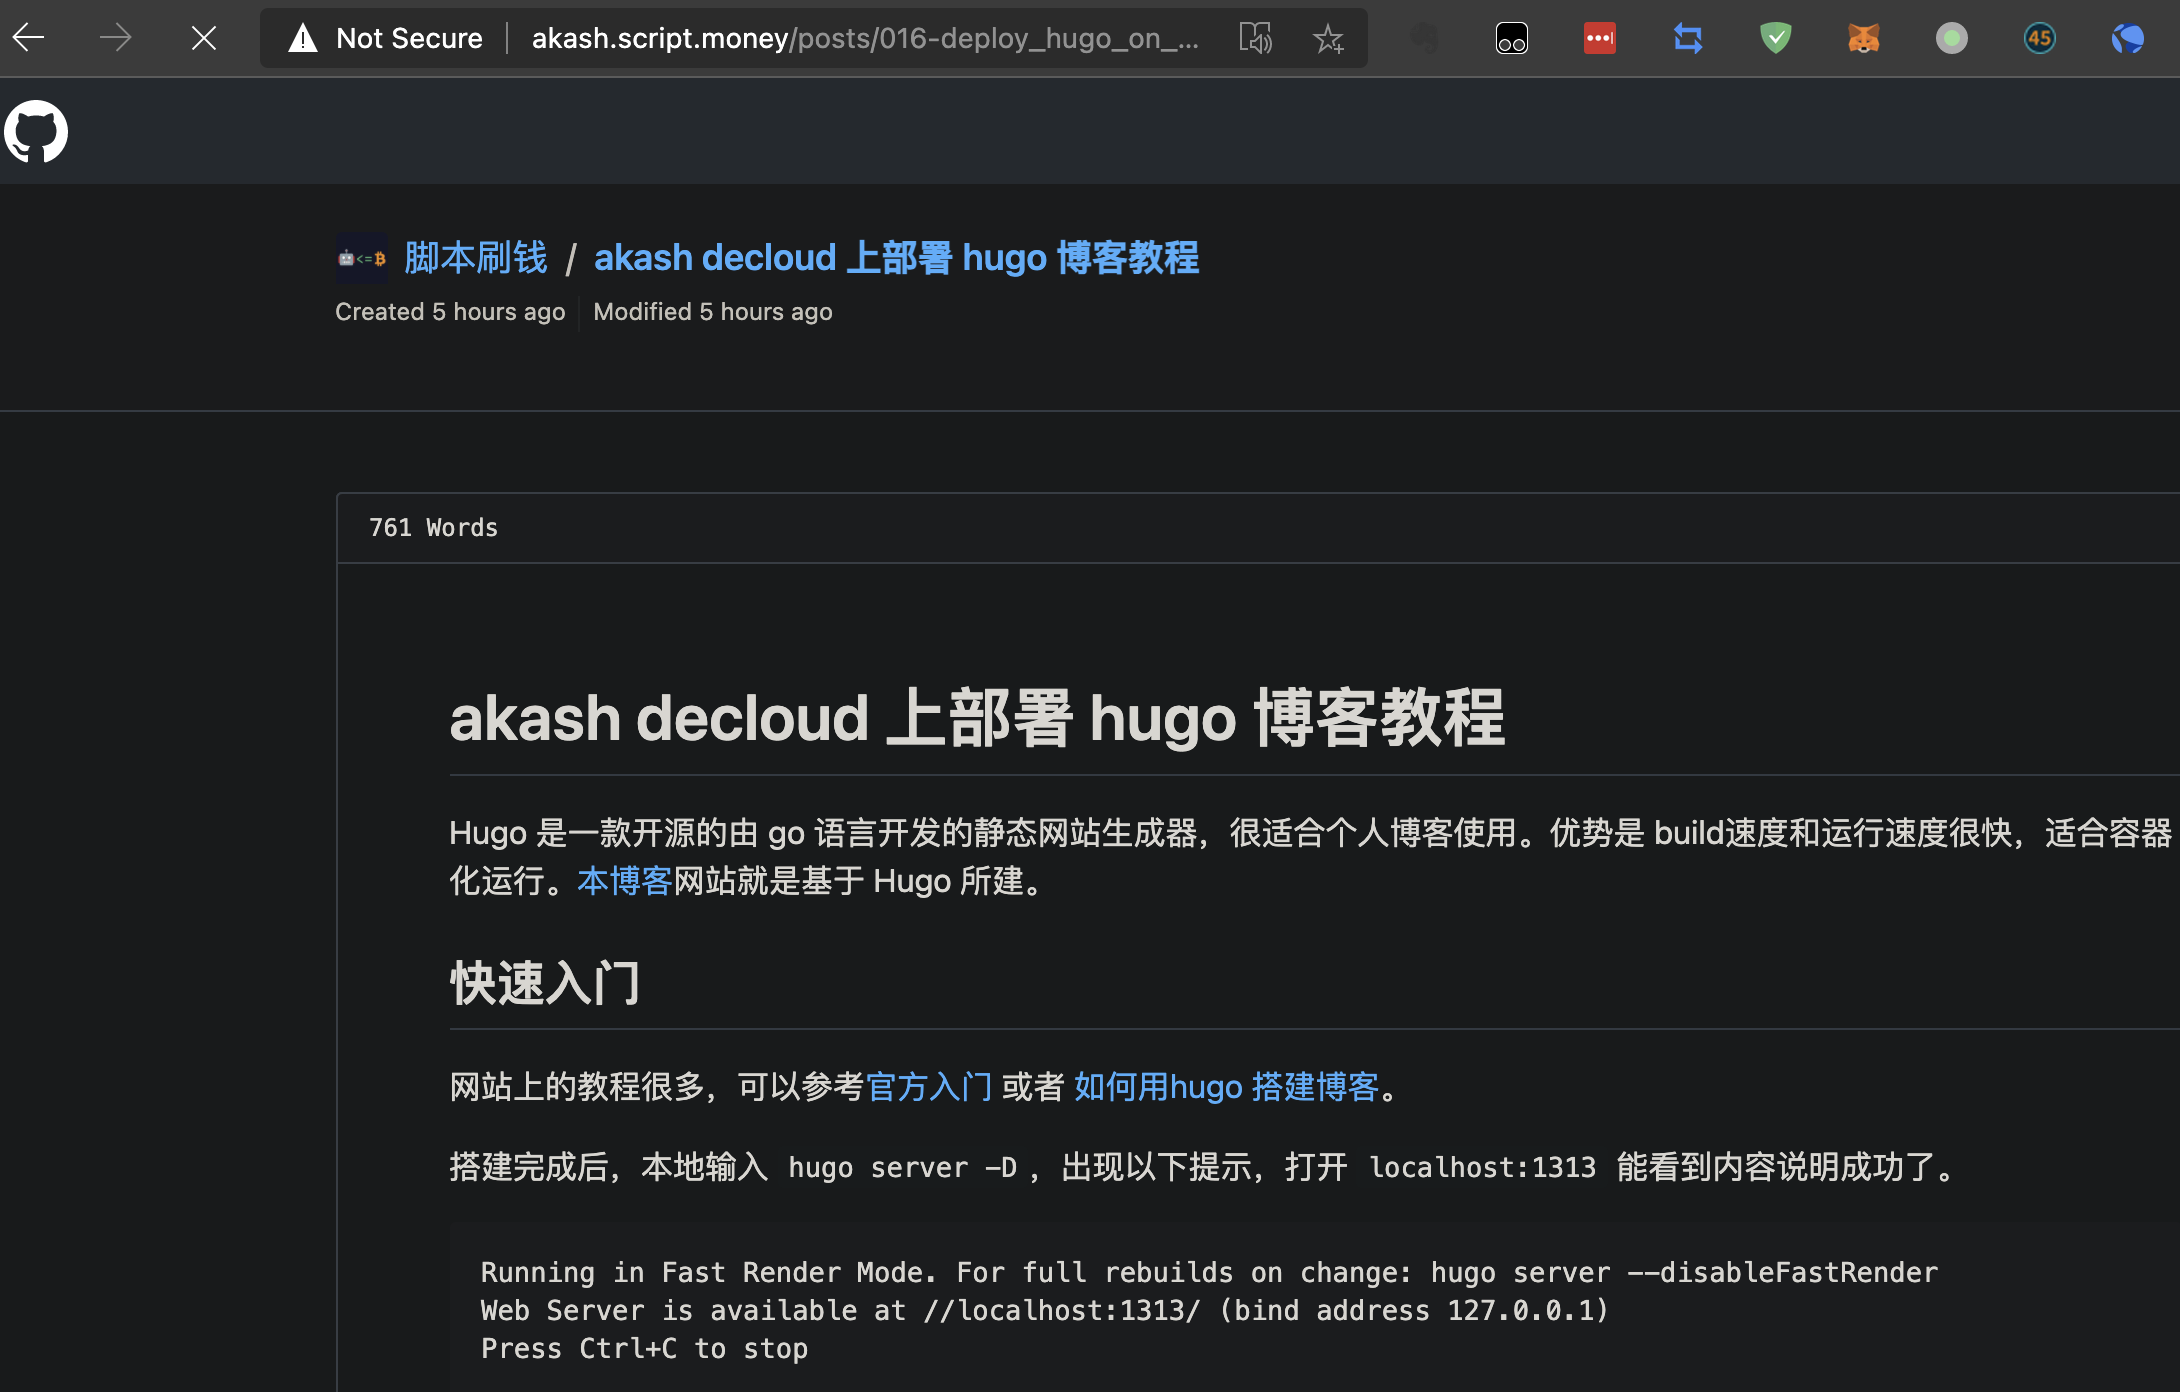 Not Secure
akash.script.money/posts/016-deploy_hugo_on_...
45
脚本刷钱 / akash decloud 上部署 hugo 博客教程
Created 5 hours ago
Modified 5 hours ago
761 Words
akash decloud 上部署 hugo 博客教程
Hugo 是一款开源的由 go 语言开发的静态网站生成器，很适合个人博客使用。优势是 build速度和运行速度很快，适合容器
化运行。本博客网站就是基于 Hugo 所建。
快速入门
网站上的教程很多，可以参考官方入门 或者 如何用hugo 搭建博客。
搭建完成后，本地输入 hugo server -D ，出现以下提示，打开 localhost:1313 能看到内容说明成功了。
Running in Fast Render Mode. For full rebuilds on change: hugo server --disableFastRender
Web Server is available at //localhost:1313/ (bind address 127.0.0.1)
Press Ctrl+C to stop